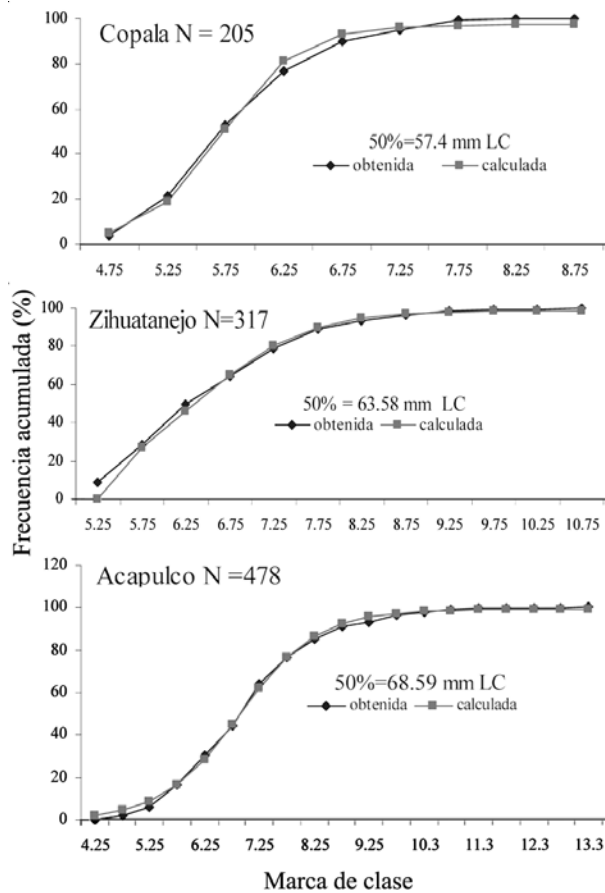 Copala N = 205
100
80
60
40
20
0
50%=57.4 mm LC
obtenida calculada
4.75 5.25 5.75 6.25 6.75 7.25 7.75 8.25 8.75
Frecuencia acumulada (%)
Zihuatanejo N=317
100
80
60
40
20
0
50% = 63.58 mm LC
obtenida calculada
5.25 5.75 6.25 6.75 7.25 7.75 8.25 8.75 9.25 9.75 10.25 10.75
Acapulco N =478
120
100
80
60
40
20
0
50%=68.59 mm LC
obtenida calculada
4.25 5.25 6.25 7.25 8.25 9.25 10.3 11.3 12.3 13.3
Marca de clase